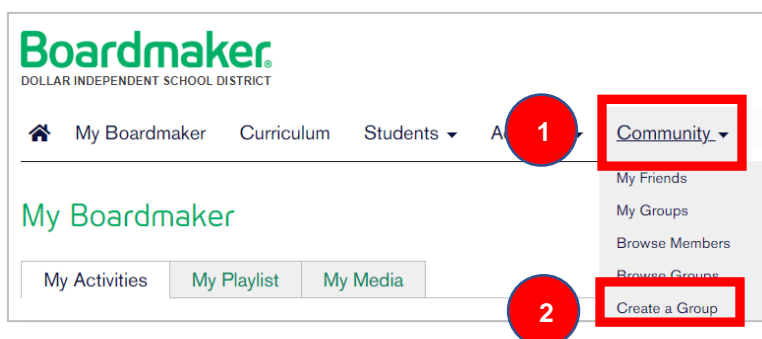 Boardmaker®
DOLLAR INDEPENDENT SCHOOL DISTRICT
My Boardmaker Curriculum Students 1 Community
My Friends
My Boardmaker
My Groups
Browse Members
My Activities My Playlist My Media
Browse Groups
2 Create a Group